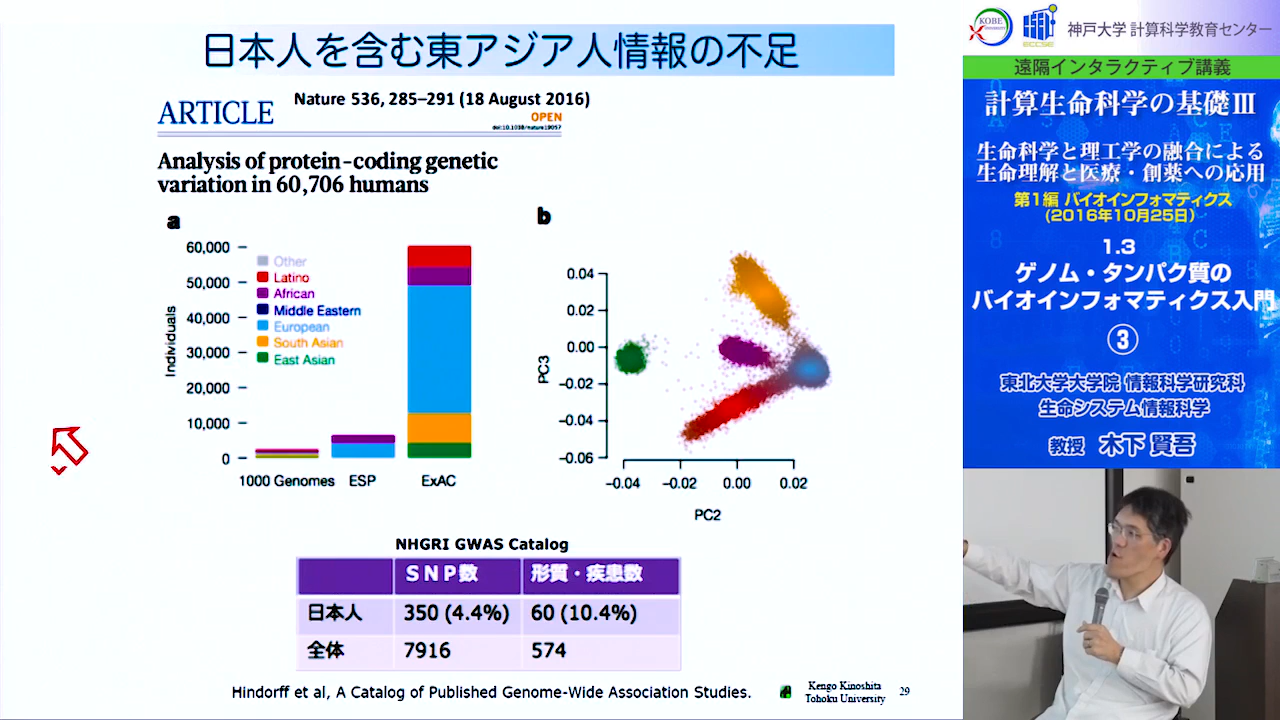 日本人を含む東アジア人情報の不足
ARTICLE
Nature 536, 285–291 (18 August 2016)
OPEN
doi:10.1038/nature19057
Analysis of protein-coding genetic
variation in 60,706 humans
a
60,000
50,000
40,000
30,000
20,000
10,000
0
Individuals
Other
Latino
African
Middle Eastern
European
South Asian
East Asian
1000 Genomes
ESP
ExAC
b
0.04
0.02
0.00
−0.02
−0.04
−0.06
PC3
−0.04
−0.02
0.00
0.02
PC2
NHGRI GWAS Catalog
ＳＮＰ数 形質・疾患数
日本人 350 (4.4%) 60 (10.4%)
全体 7916 574
Hindorff et al, A Catalog of Published Genome-Wide Association Studies.
Kengo Kinoshita
Tohoku University
29
KOBE
ECCSE
神戸大学 計算科学教育センター
遠隔インタラクティブ講義
計算生命科学の基礎Ⅲ
生命科学と理工学の融合による
生命理解と医療・創薬への応用
第1編 バイオインフォマティクス
(2016年10月25日)
1.3
ゲノム・タンパク質の
バイオインフォマティクス入門
③
東北大学大学院 情報科学研究科
生命システム情報科学
教授 木下 賢吾